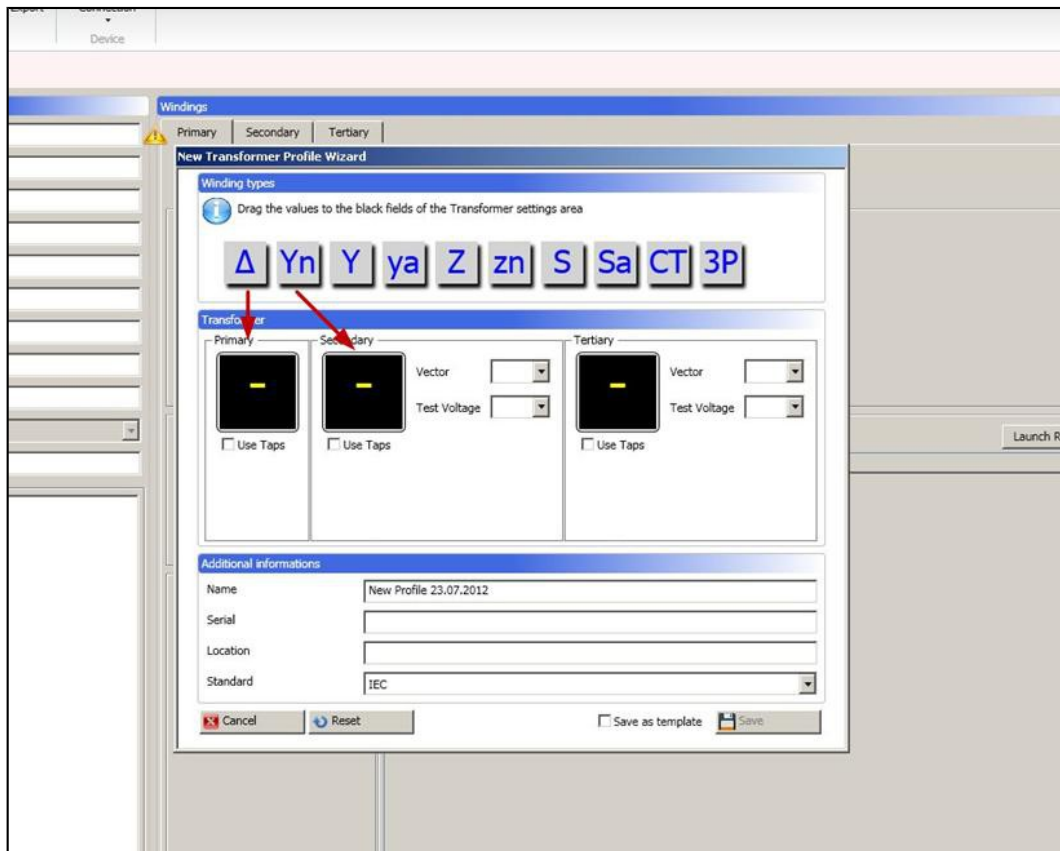 Device
Windings
Primary Secondary Tertiary
New Transformer Profile Wizard
Winding types
Drag the values to the black fields of the Transformer settings area
Δ Yn Y ya Z zn S Sa CT 3P
Transformer
Primary Secondary Tertiary
Vector Vector
Test Voltage Test Voltage
Use Taps Use Taps Use Taps
Launch R
Additional informations
Name New Profile 23.07.2012
Serial
Location
Standard IEC
Cancel Reset Save as template Save